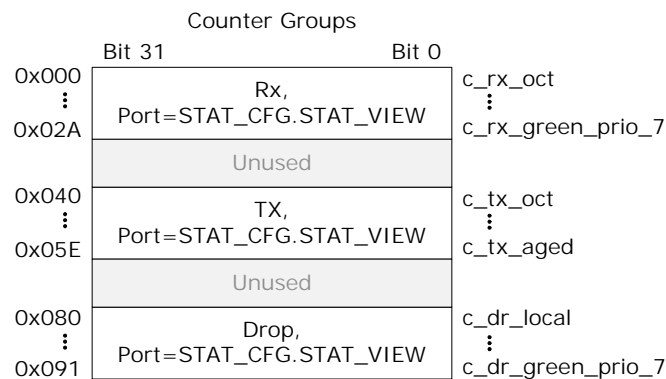 Counter Groups
Bit 31 Bit 0
0x000 Rx, c_rx_oct
Port=STAT_CFG.STAT_VIEW
0x02A c_rx_green_prio_7
Unused
0x040 TX, c_tx_oct
Port=STAT_CFG.STAT_VIEW
0x05E c_tx_aged
Unused
0x080 Drop, c_dr_local
Port=STAT_CFG.STAT_VIEW
0x091 c_dr_green_prio_7